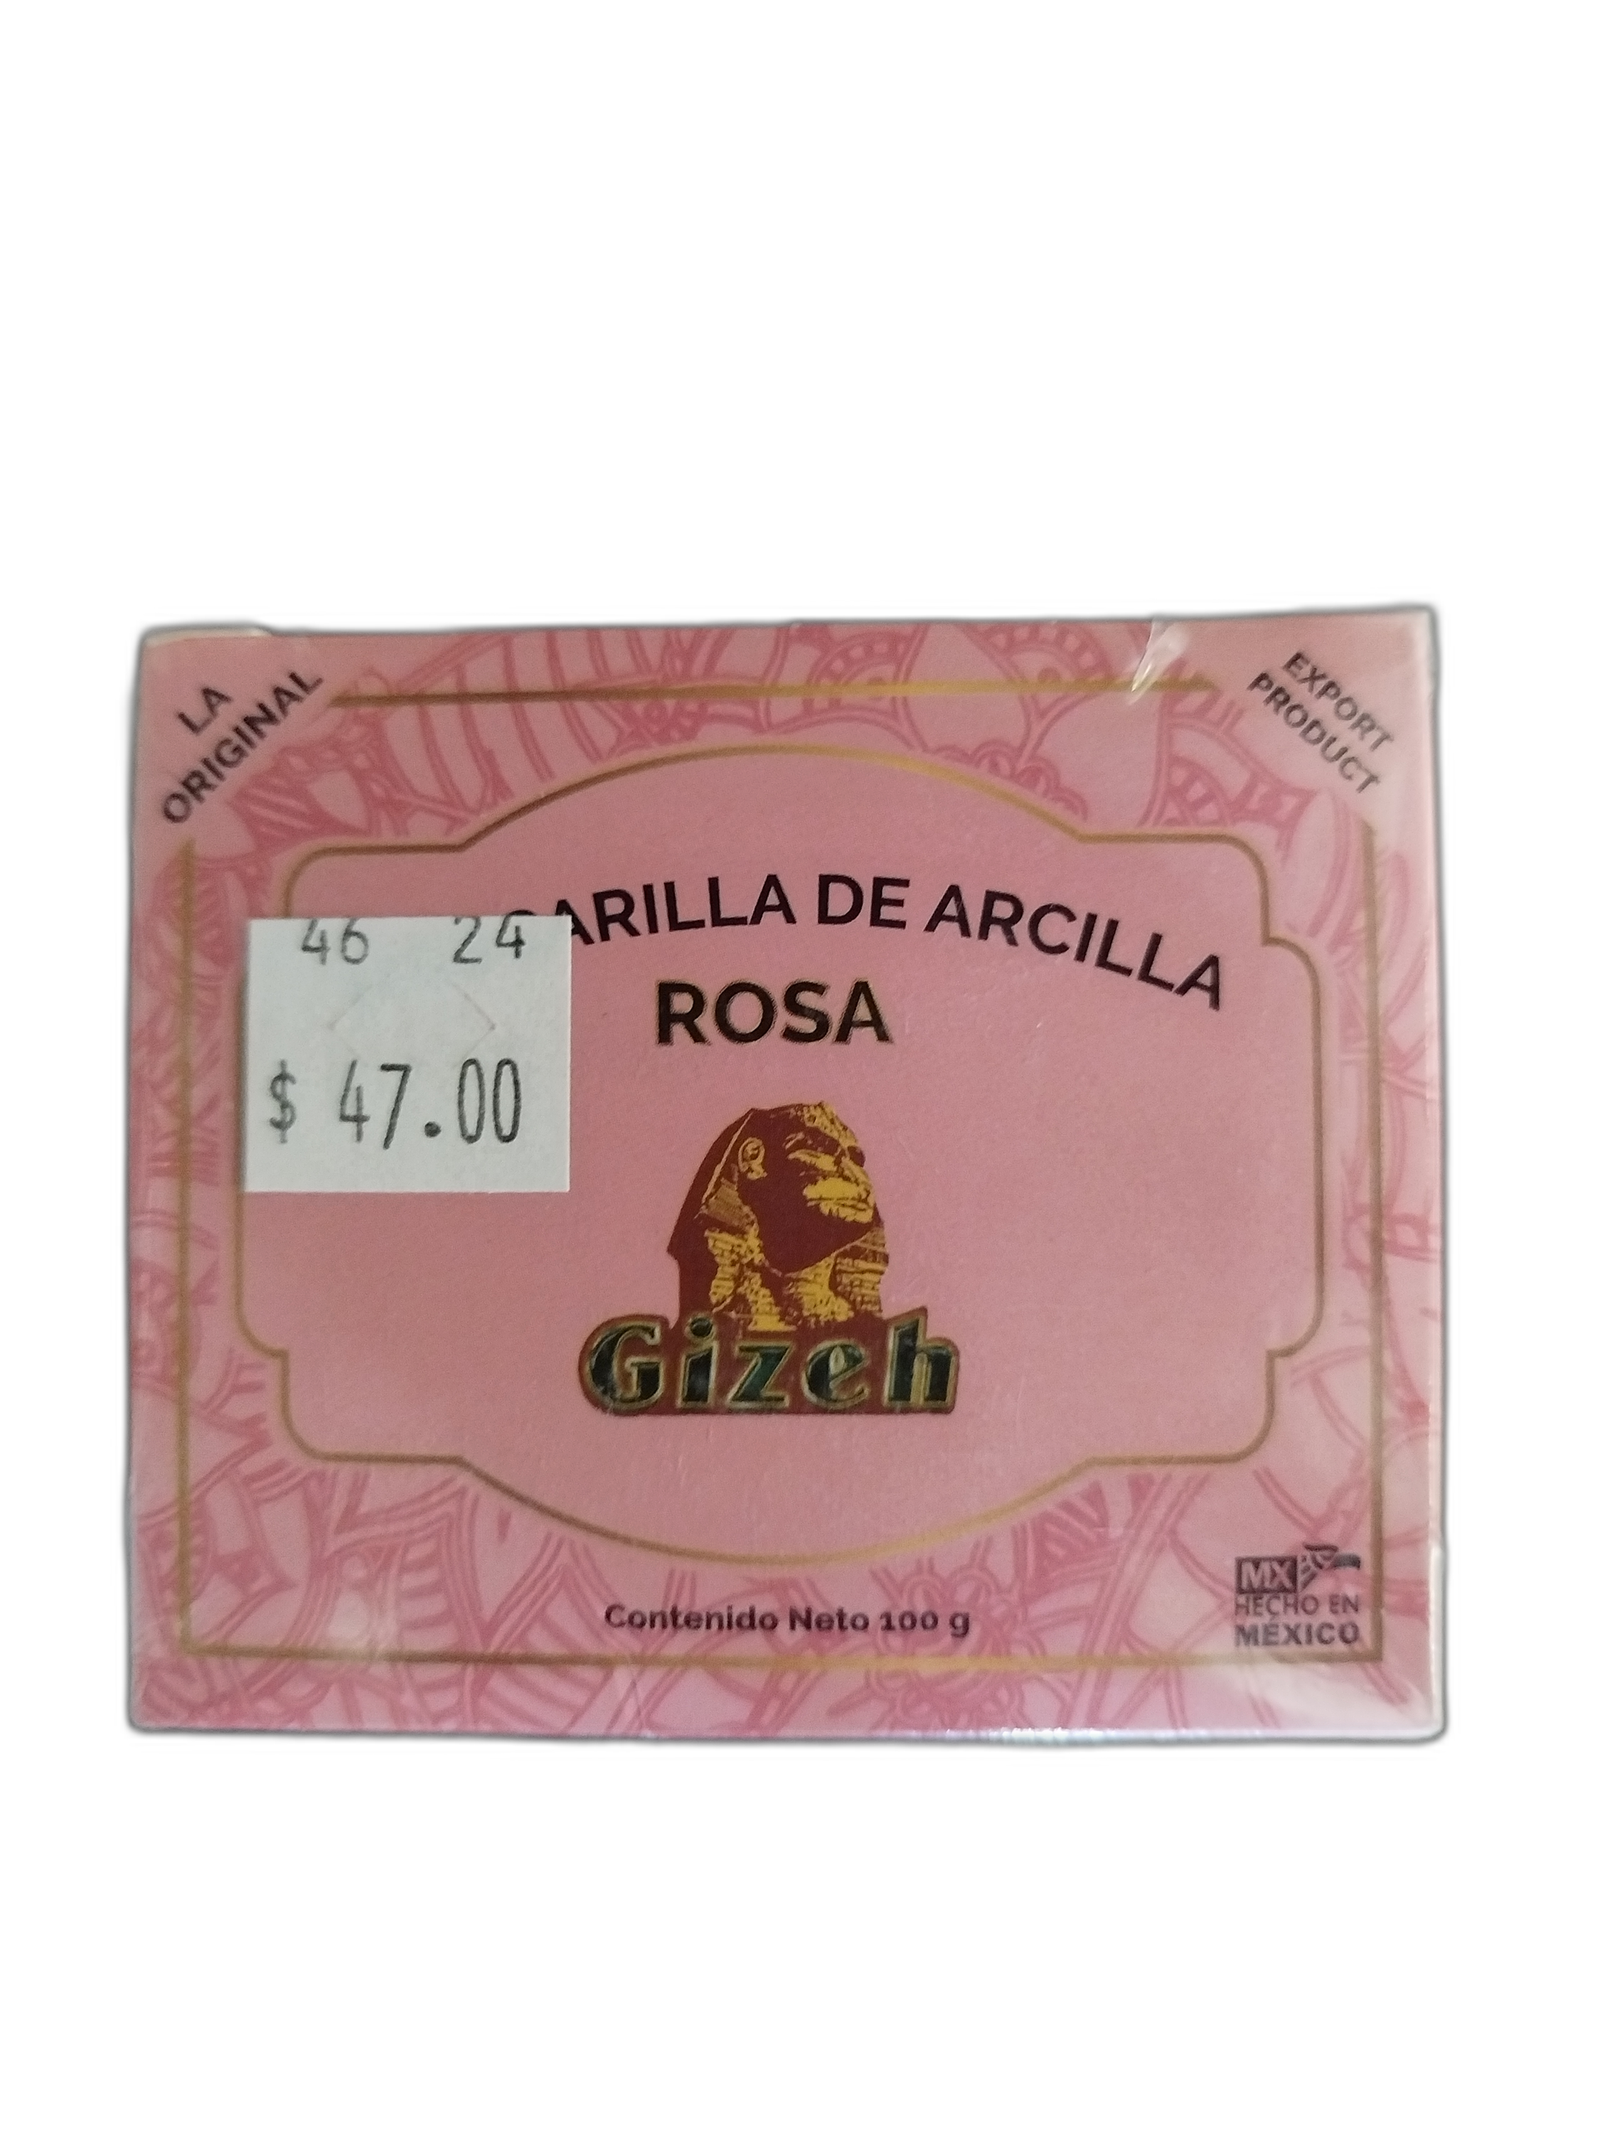 LA
ORIGINAL
EXPORT
PRODUCT
ARILLA DE ARCILLA
ROSA
46 24
$ 47.00
Gizeh
Contenido Neto 100 g
MX
HECHO EN
MÉXICO